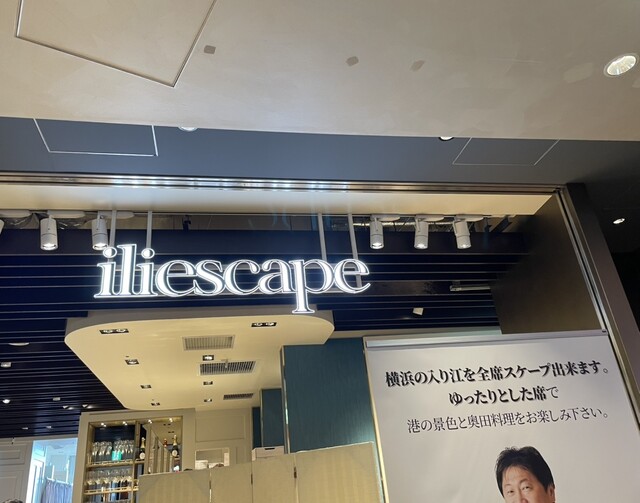 iliescape
横浜の入り江を全席スケープ出来ます。
ゆったりとした席で
港の景色と奥田料理をお楽しみ下さい。